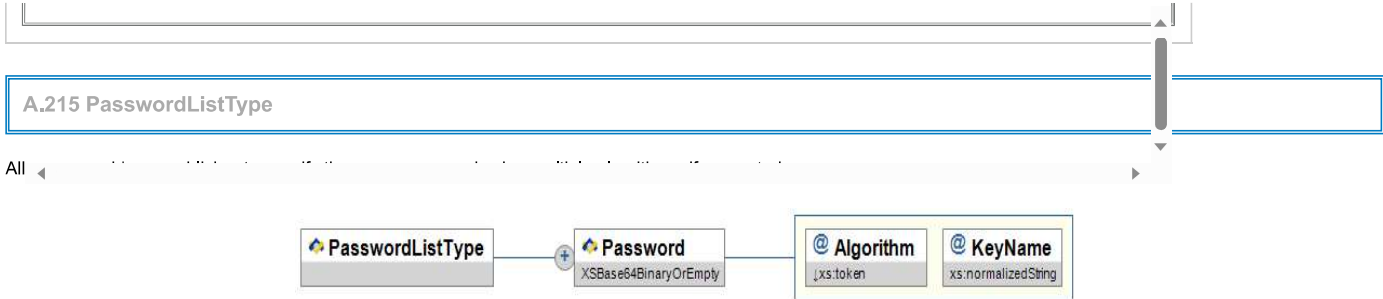 A.215 PasswordListType
All
PasswordListType
Password
XSBase64BinaryOrEmpty
@ Algorithm
↓xs:token
@ KeyName
xs:normalizedString